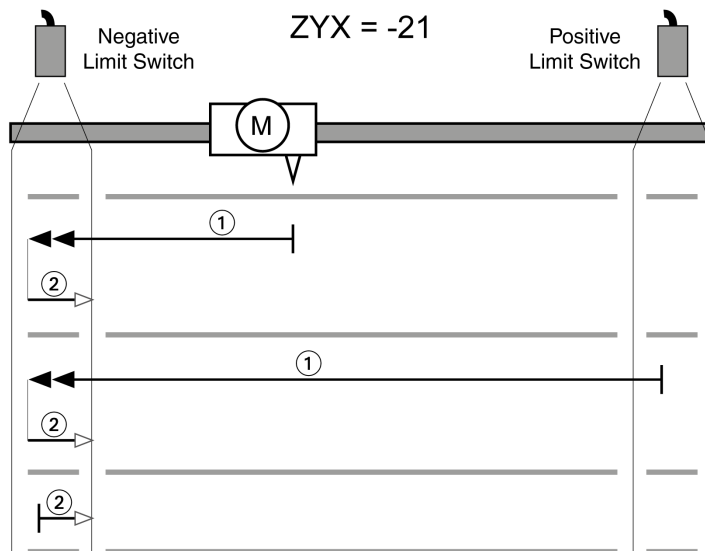 ZYX = -21
Negative
Limit Switch
Positive
Limit Switch
M
1
2
1
2
2